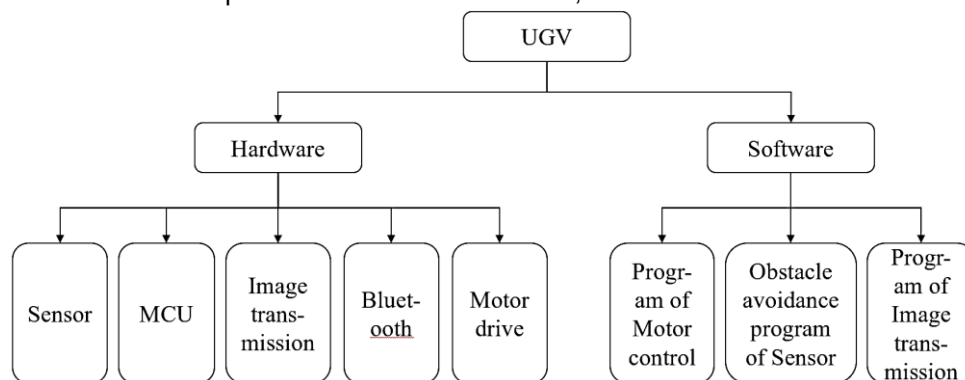 UGV
Hardware
Software
Sensor
MCU
Image
trans-
mission
Bluet-
ooth
Motor
drive
Progr-
am of
Motor
control
Obstacle
avoidance
program
of Sensor
Progr-
am of
Image
trans-
mission